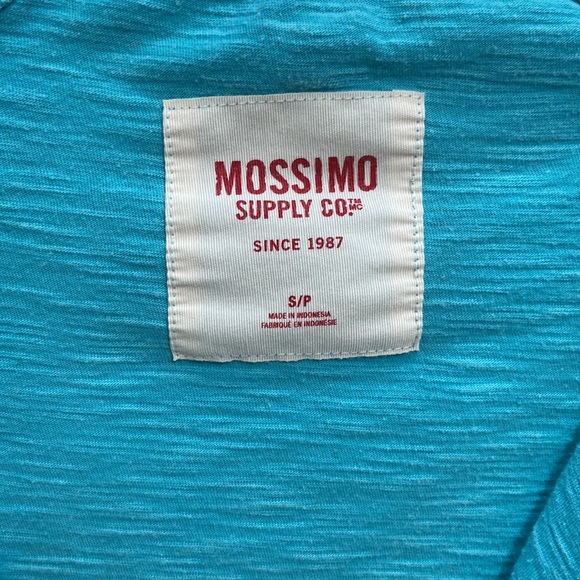 MOSSIMO
SUPPLY CO.™ MC
SINCE 1987
S/P
MADE IN INDONESIA
FABRIQUÉ EN INDONÉSIE